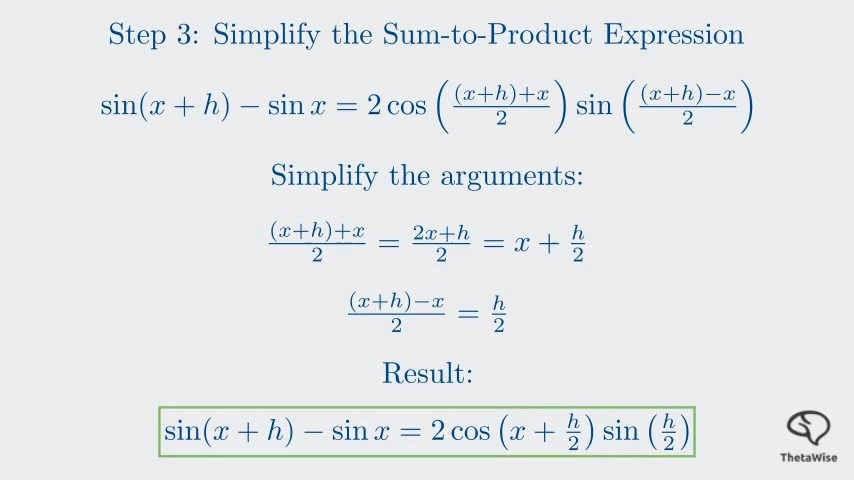 Step 3: Simplify the Sum-to-Product Expression
sin(x + h) − sin x = 2 cos (((x+h)+x)/2) sin (((x+h)−x)/2)
Simplify the arguments:
((x+h)+x)/2 = (2x+h)/2 = x + h/2
((x+h)−x)/2 = h/2
Result:
sin(x + h) − sin x = 2 cos (x + h/2) sin (h/2)
ThetaWise